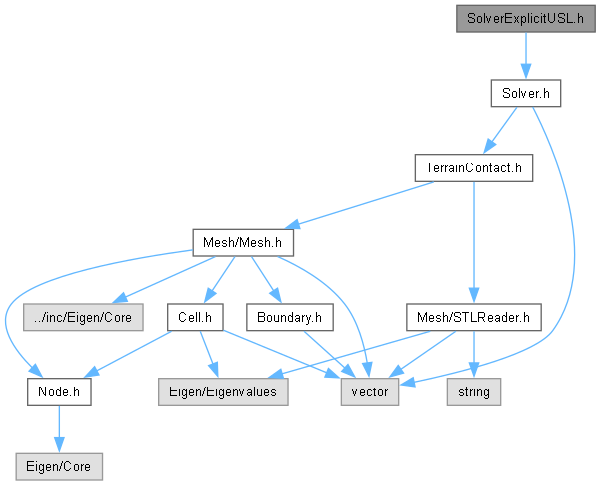 SolverExplicitUSL.h
Solver.h
TerrainContact.h
Mesh/Mesh.h
../inc/Eigen/Core
Cell.h
Boundary.h
Mesh/STLReader.h
Node.h
Eigen/Eigenvalues
vector
string
Eigen/Core